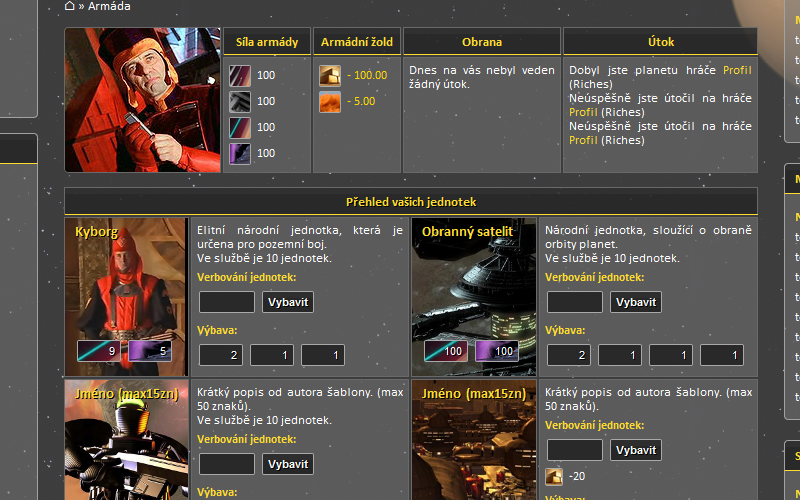 » Armáda
Síla armády
Armádní žold
Obrana
Útok
100
100
100
100
- 100.00
- 5.00
Dnes na vás nebyl veden
žádný útok.
Dobyl jste planetu hráče Profil
(Riches)
Neúspěšně jste útočil na hráče
Profil (Riches)
Neúspěšně jste útočil na hráče
Profil (Riches)
Přehled vašich jednotek
Kyborg
9
5
Elitní národní jednotka, která je
určena pro pozemní boj.
Ve službě je 10 jednotek.
Verbování jednotek:
Vybavit
Výbava:
2
1
1
Obranný satelit
100
100
Národní jednotka, sloužící o obraně
orbity planet.
Ve službě je 10 jednotek.
Verbování jednotek:
Vybavit
Výbava:
2
1
1
1
Jméno (max15zn)
Krátký popis od autora šablony. (max
50 znaků).
Ve službě je 10 jednotek.
Verbování jednotek:
Vybavit
Výbava:
Jméno (max15zn)
Krátký popis od autora šablony. (max
50 znaků).
Ve službě je 10 jednotek.
Verbování jednotek:
Vybavit
-20
Výbava: